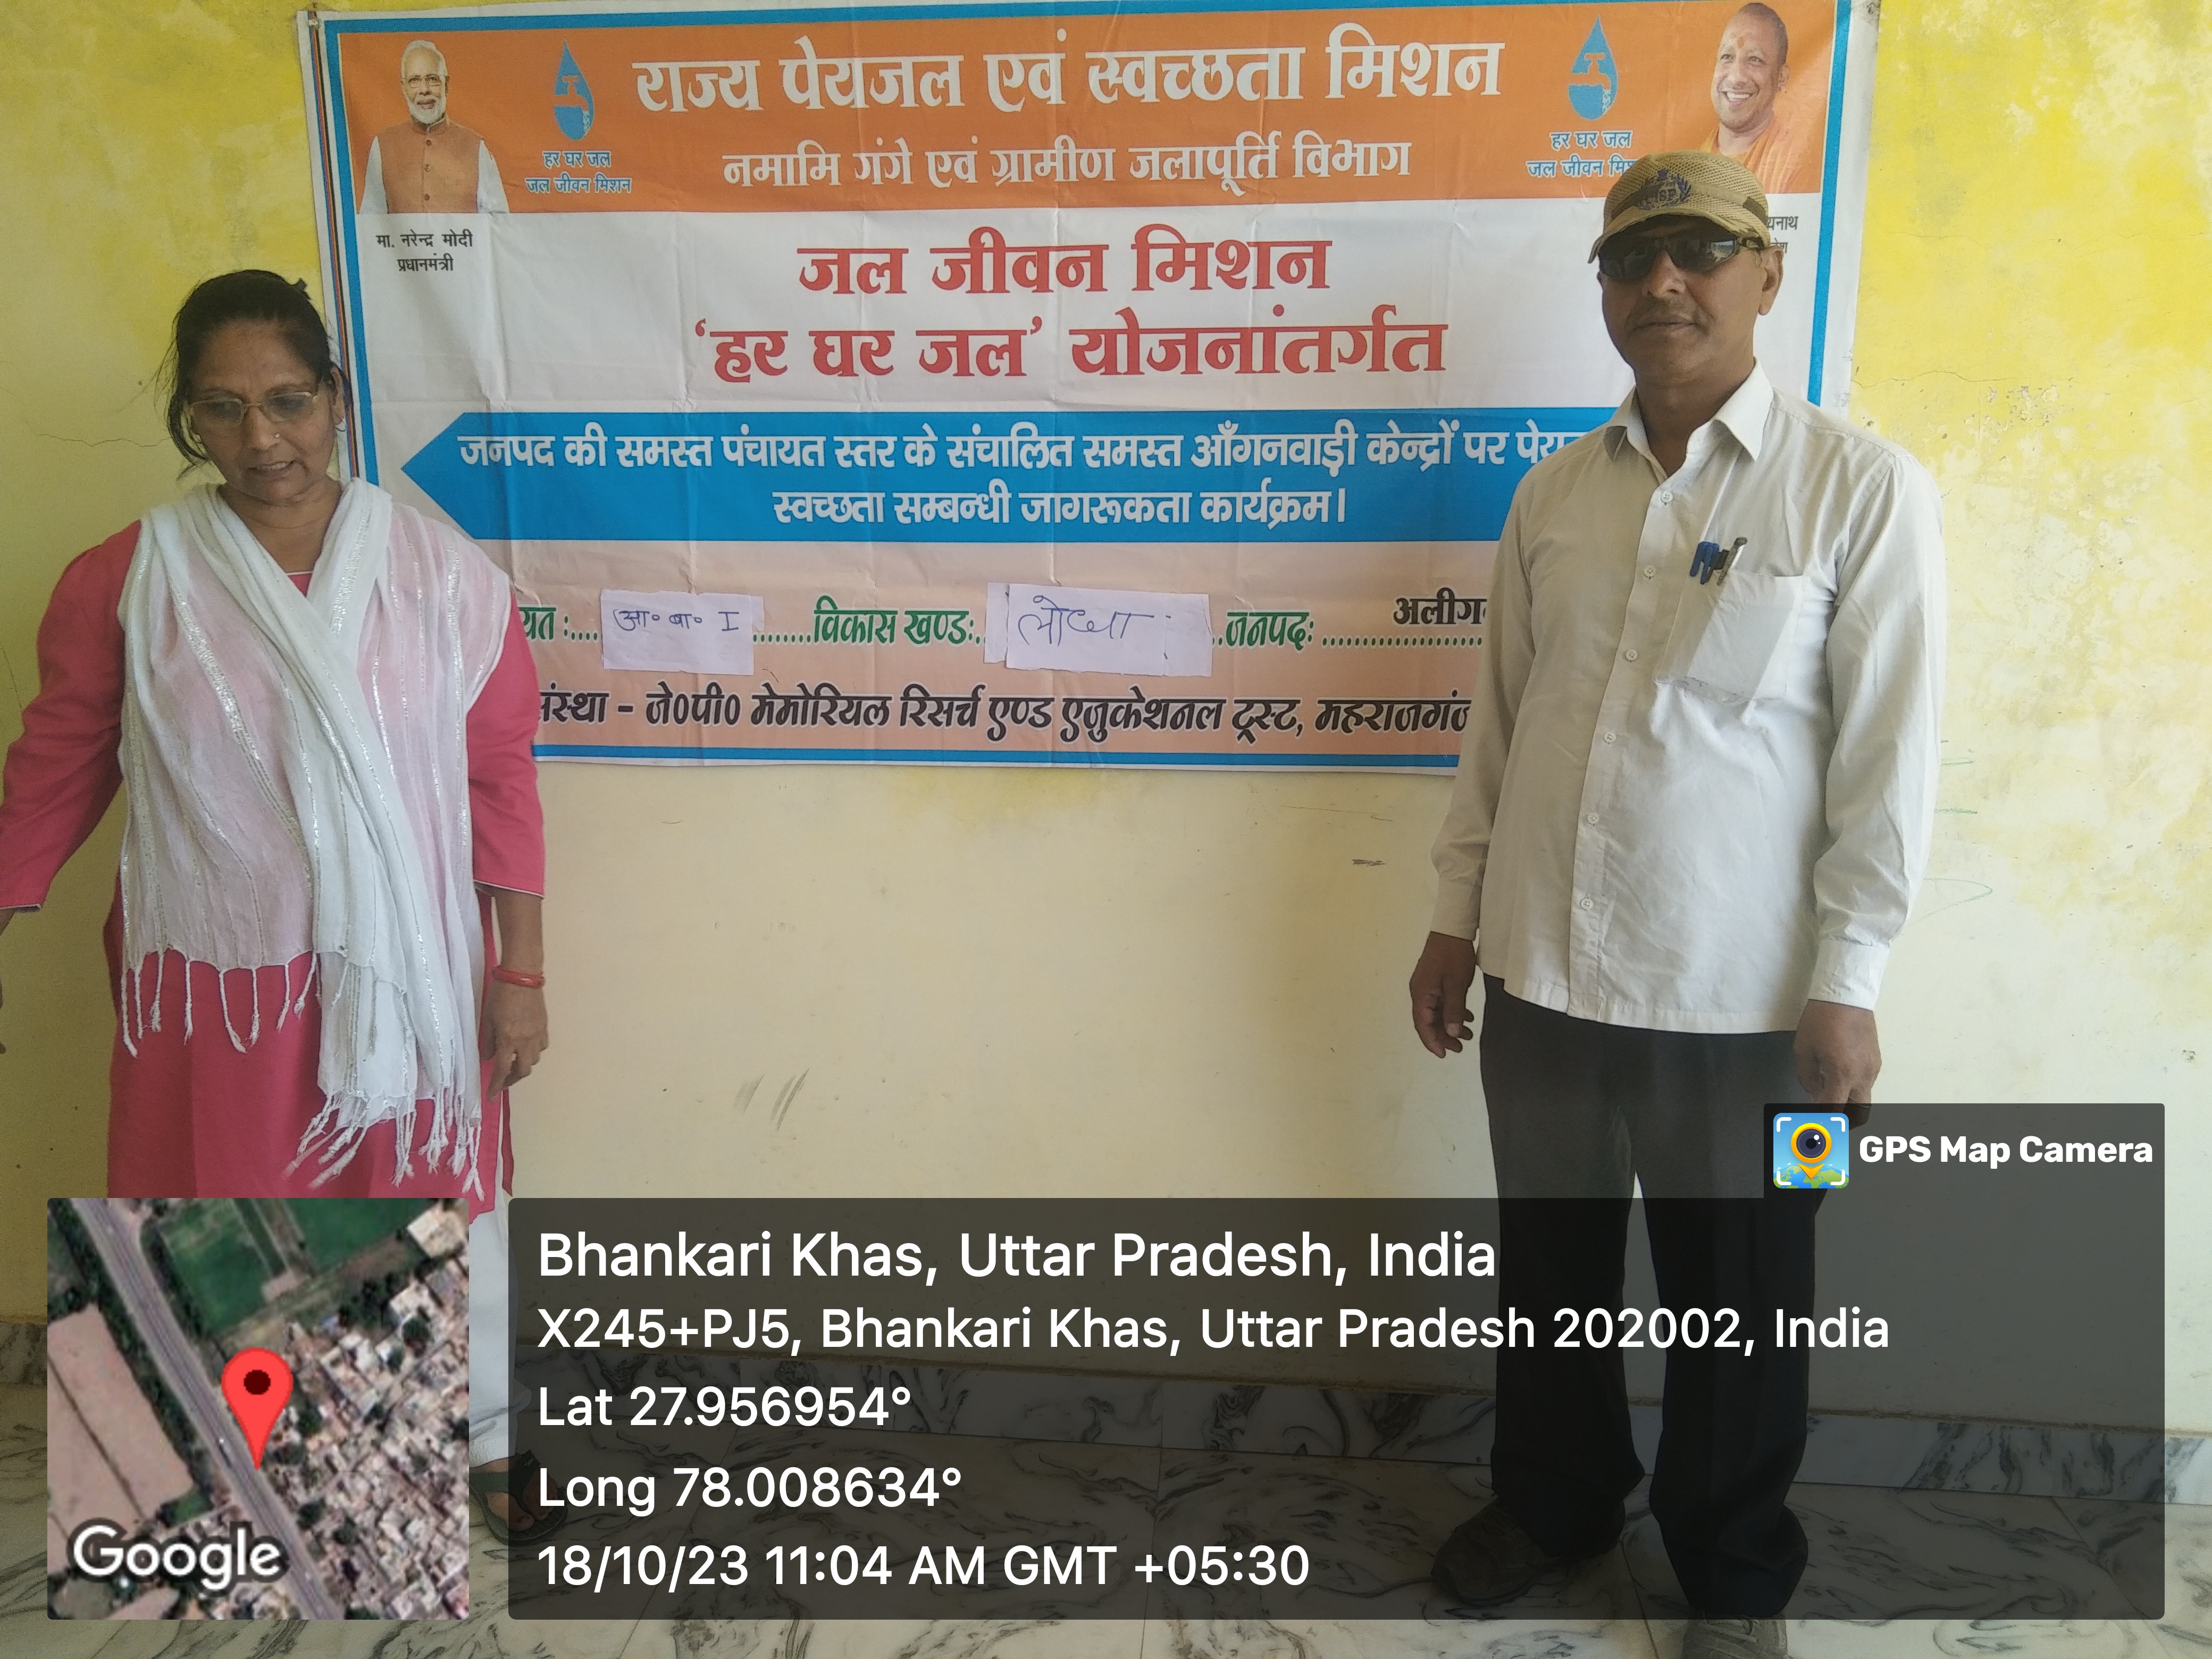 राज्य पेयजल एवं स्वच्छता मिशन
नमामि गंगे एवं ग्रामीण जलापूर्ति विभाग
हर घर जल
जल जीवन मिशन
हर घर जल
जल जीवन
मा. नरेन्द्र मोदी
प्रधानमंत्री
जल जीवन मिशन
‘हर घर जल’ योजनांतर्गत
जनपद की समस्त पंचायत स्तर के संचालित समस्त आँगनवाड़ी केन्द्रों पर
स्वच्छता सम्बन्धी जागरूकता कार्यक्रम।
आ॰ बा॰ I ........विकास खण्ड:.. लोधा ..जनपद: .................. अलीग
संस्था - जे०पी० मेमोरियल रिसर्च एण्ड एजुकेशनल ट्रस्ट, महराजगंज
GPS Map Camera
Bhankari Khas, Uttar Pradesh, India
X245+PJ5, Bhankari Khas, Uttar Pradesh 202002, India
Lat 27.956954°
Long 78.008634°
18/10/23 11:04 AM GMT +05:30
Google